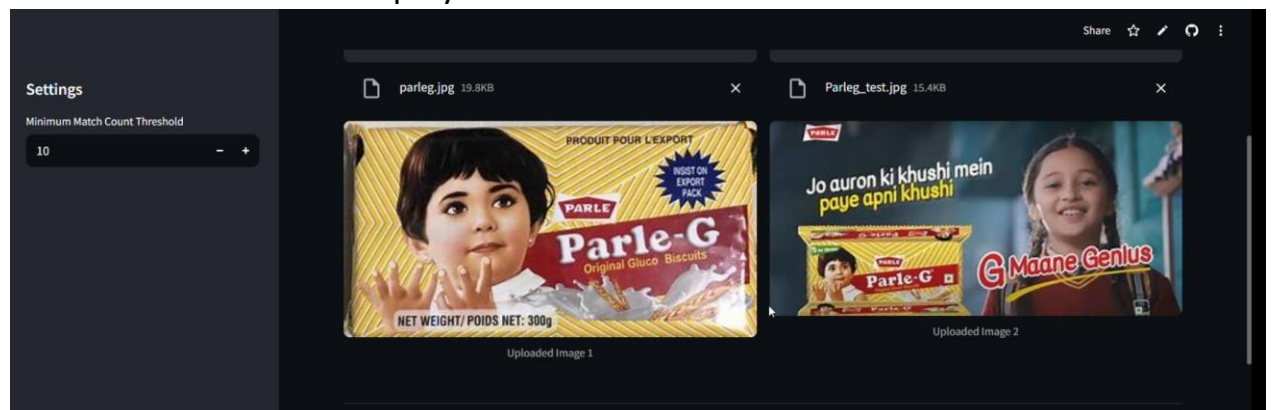 Share
Settings
Minimum Match Count Threshold
10
- +
parleg.jpg 19.8KB
Parleg_test.jpg 15.4KB
PRODUIT POUR L'EXPORT
INSIST ON
EXPORT
PACK
PARLE
Parle-G
Original Gluco Biscuits
NET WEIGHT/ POIDS NET: 300g
Uploaded Image 1
PARLE
Jo auron ki khushi mein
paye apni khushi
PARLE
Parle-G
G Maane Genius
Uploaded Image 2